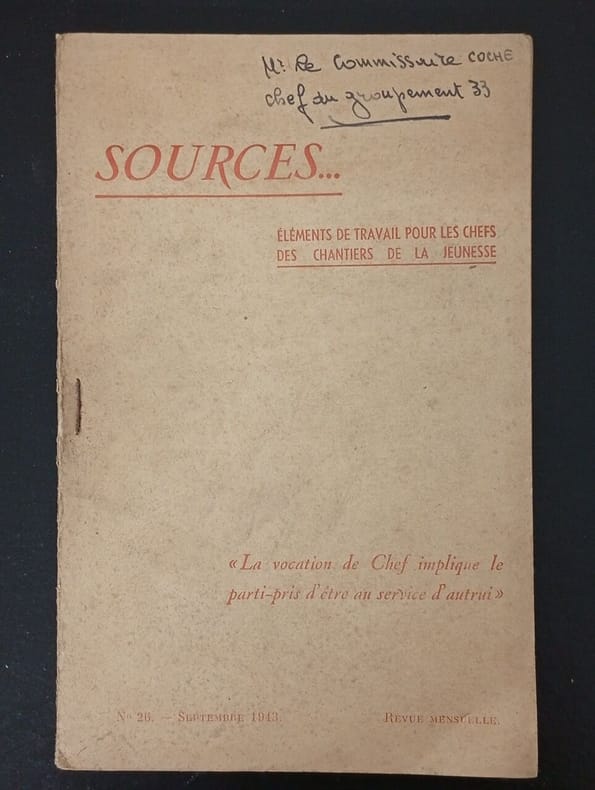 Mr. Le Commissaire COCHE
chef du groupement 33
SOURCES...
ÉLÉMENTS DE TRAVAIL POUR LES CHEFS
DES CHANTIERS DE LA JEUNESSE
« La vocation de Chef implique le
parti-pris d'être au service d'autrui »
No 26. — SEPTEMBRE 1943. REVUE MENSUELLE.